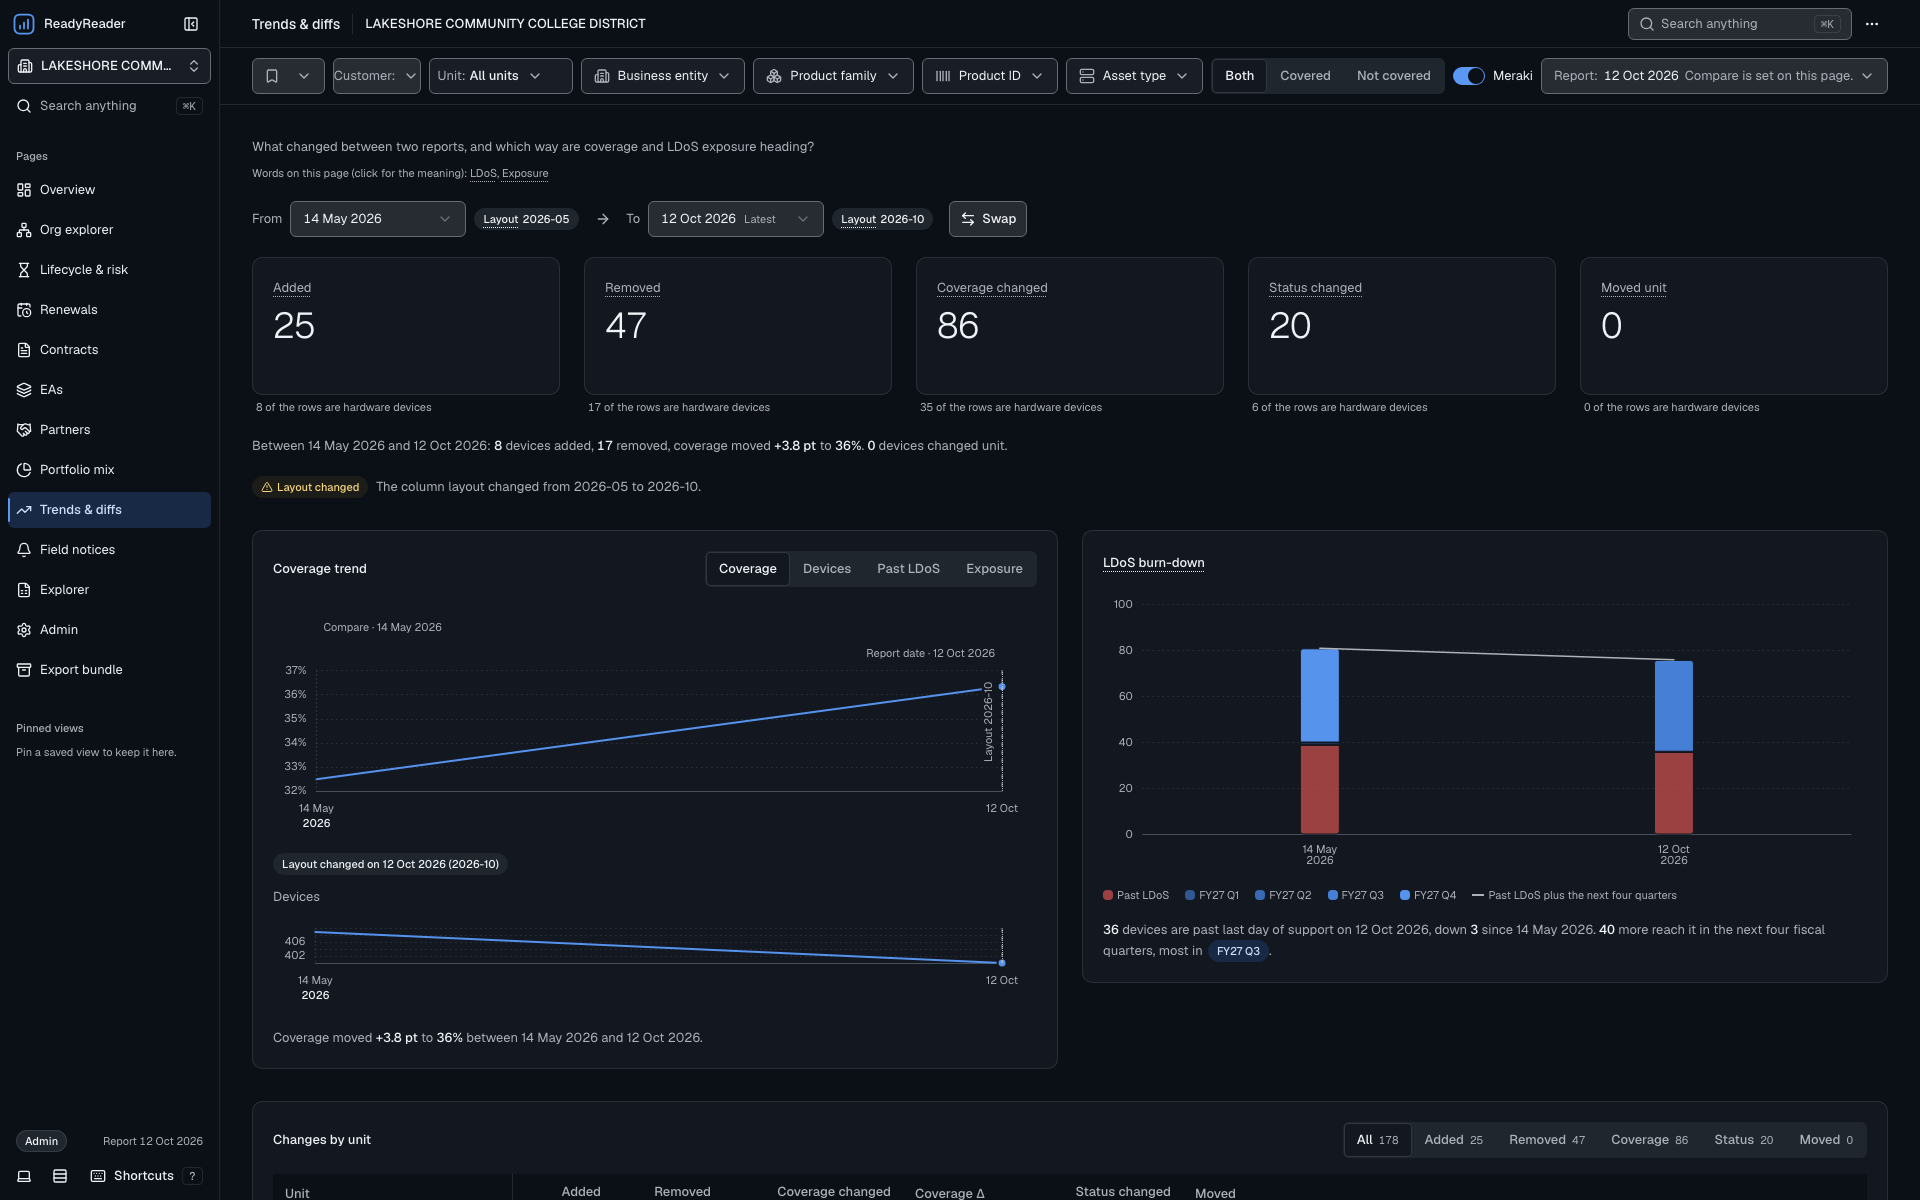 ReadyReader
LAKESHORE COMM...
Search anything ⌘K
Pages
Overview
Org explorer
Lifecycle & risk
Renewals
Contracts
EAs
Partners
Portfolio mix
Trends & diffs
Field notices
Explorer
Admin
Export bundle
Pinned views
Pin a saved view to keep it here.
Admin Report 12 Oct 2026
Shortcuts ?
Trends & diffs LAKESHORE COMMUNITY COLLEGE DISTRICT
Search anything ⌘K
Customer: Unit: All units Business entity Product family Product ID Asset type Both Covered Not covered Meraki Report: 12 Oct 2026 Compare is set on this page.
What changed between two reports, and which way are coverage and LDoS exposure heading?
Words on this page (click for the meaning): LDoS, Exposure
From 14 May 2026 Layout 2026-05 → To 12 Oct 2026 Latest Layout 2026-10 Swap
Added
25
8 of the rows are hardware devices
Removed
47
17 of the rows are hardware devices
Coverage changed
86
35 of the rows are hardware devices
Status changed
20
6 of the rows are hardware devices
Moved unit
0
0 of the rows are hardware devices
Between 14 May 2026 and 12 Oct 2026: 8 devices added, 17 removed, coverage moved +3.8 pt to 36%. 0 devices changed unit.
Layout changed The column layout changed from 2026-05 to 2026-10.
Coverage trend
Coverage Devices Past LDoS Exposure
Compare · 14 May 2026
Report date · 12 Oct 2026
37%
36%
35%
34%
33%
32%
Layout 2026-10
14 May
2026
12 Oct
Layout changed on 12 Oct 2026 (2026-10)
Devices
406
402
14 May
2026
12 Oct
Coverage moved +3.8 pt to 36% between 14 May 2026 and 12 Oct 2026.
LDoS burn-down
100
80
60
40
20
0
14 May
2026
12 Oct
2026
Past LDoS FY27 Q1 FY27 Q2 FY27 Q3 FY27 Q4 Past LDoS plus the next four quarters
36 devices are past last day of support on 12 Oct 2026, down 3 since 14 May 2026. 40 more reach it in the next four fiscal
quarters, most in FY27 Q3.
Changes by unit
All 178 Added 25 Removed 47 Coverage 86 Status 20 Moved 0
Unit Added Removed Coverage changed Coverage Δ Status changed Moved